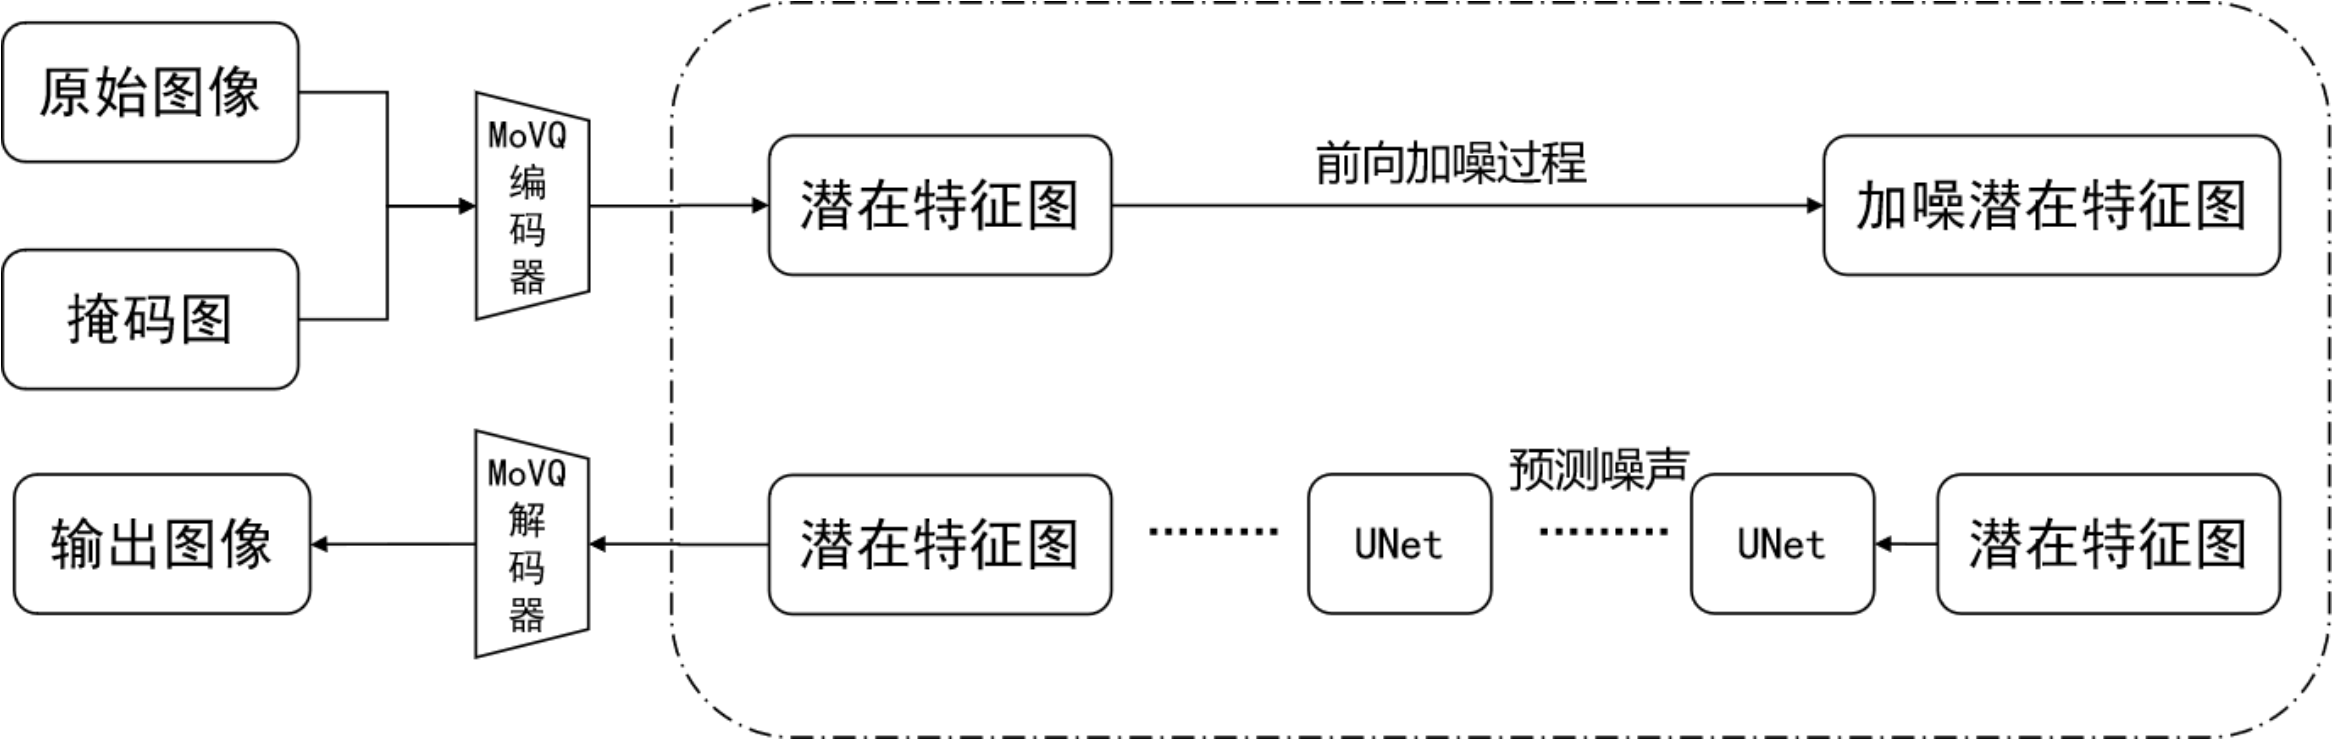 原始图像
掩码图
MoVQ
编
码
器
潜在特征图
前向加噪过程
加噪潜在特征图
输出图像
MoVQ
解
码
器
潜在特征图
………
UNet
预测噪声
………
UNet
潜在特征图